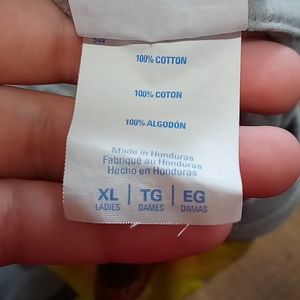 544
100% COTTON
100% COTON
100% ALGODÓN
Made in Honduras
Fabriqué au Honduras
Hecho en Honduras
XL | TG | EG
LADIES | DAMES | DAMAS